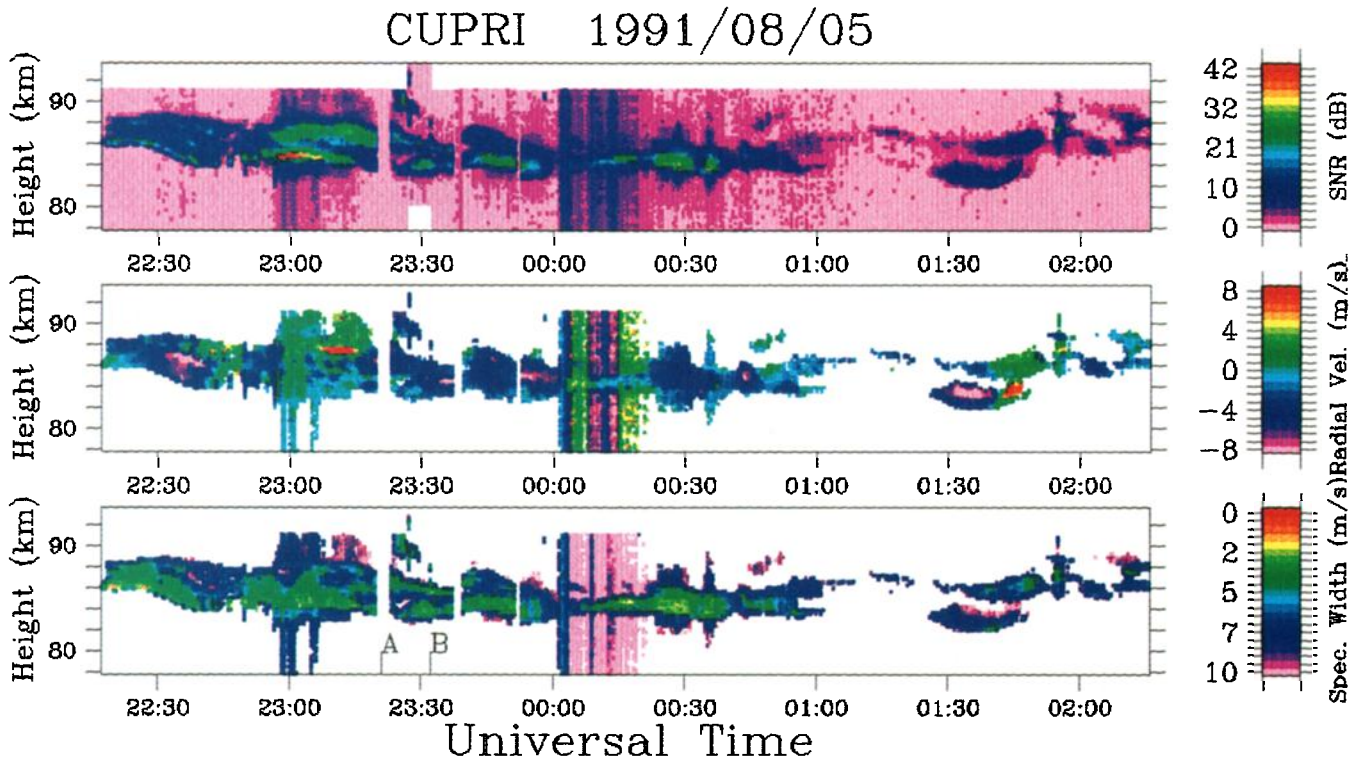 CUPRI 1991/08/05
Height (km)
90
80
22:30 23:00 23:30 00:00 00:30 01:00 01:30 02:00
42
32
21
10
0
SNR (dB)
Height (km)
90
80
22:30 23:00 23:30 00:00 00:30 01:00 01:30 02:00
8
4
0
-4
-8
Radial Vel. (m/s)
Height (km)
90
80
A B
22:30 23:00 23:30 00:00 00:30 01:00 01:30 02:00
0
2
5
7
10
Spec. Width (m/s)
Universal Time